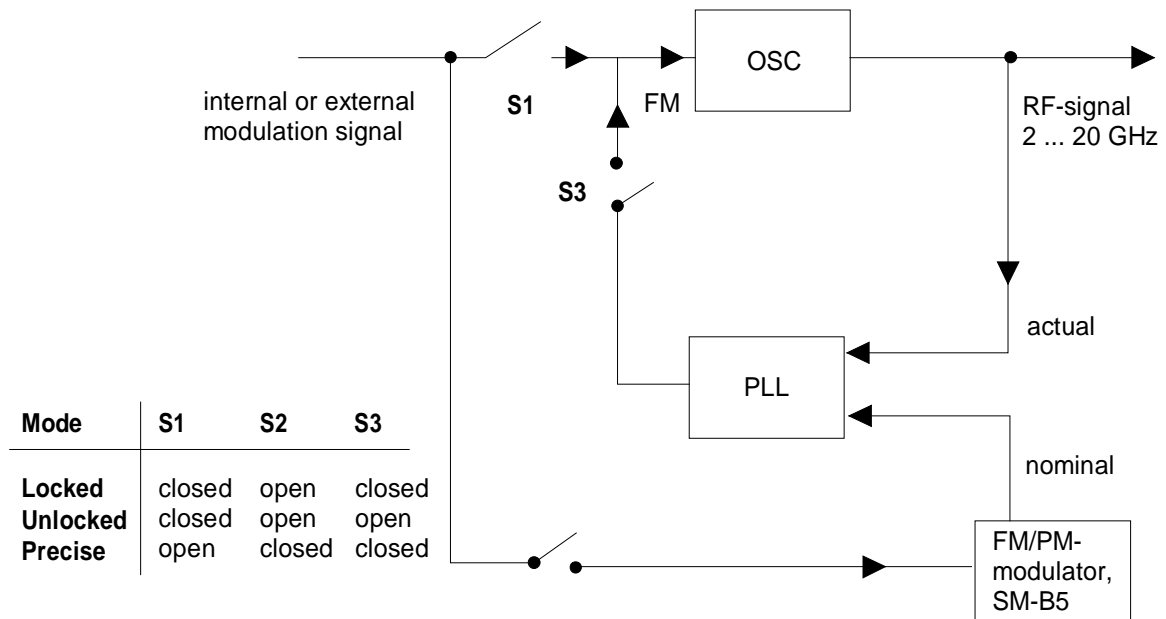 OSC
internal or external
modulation signal
S1
FM
RF-signal
2 ... 20 GHz
S3
actual
PLL
nominal
Mode S1 S2 S3
Locked closed open closed
Unlocked closed open open
Precise open closed closed
FM/PM-
modulator,
SM-B5